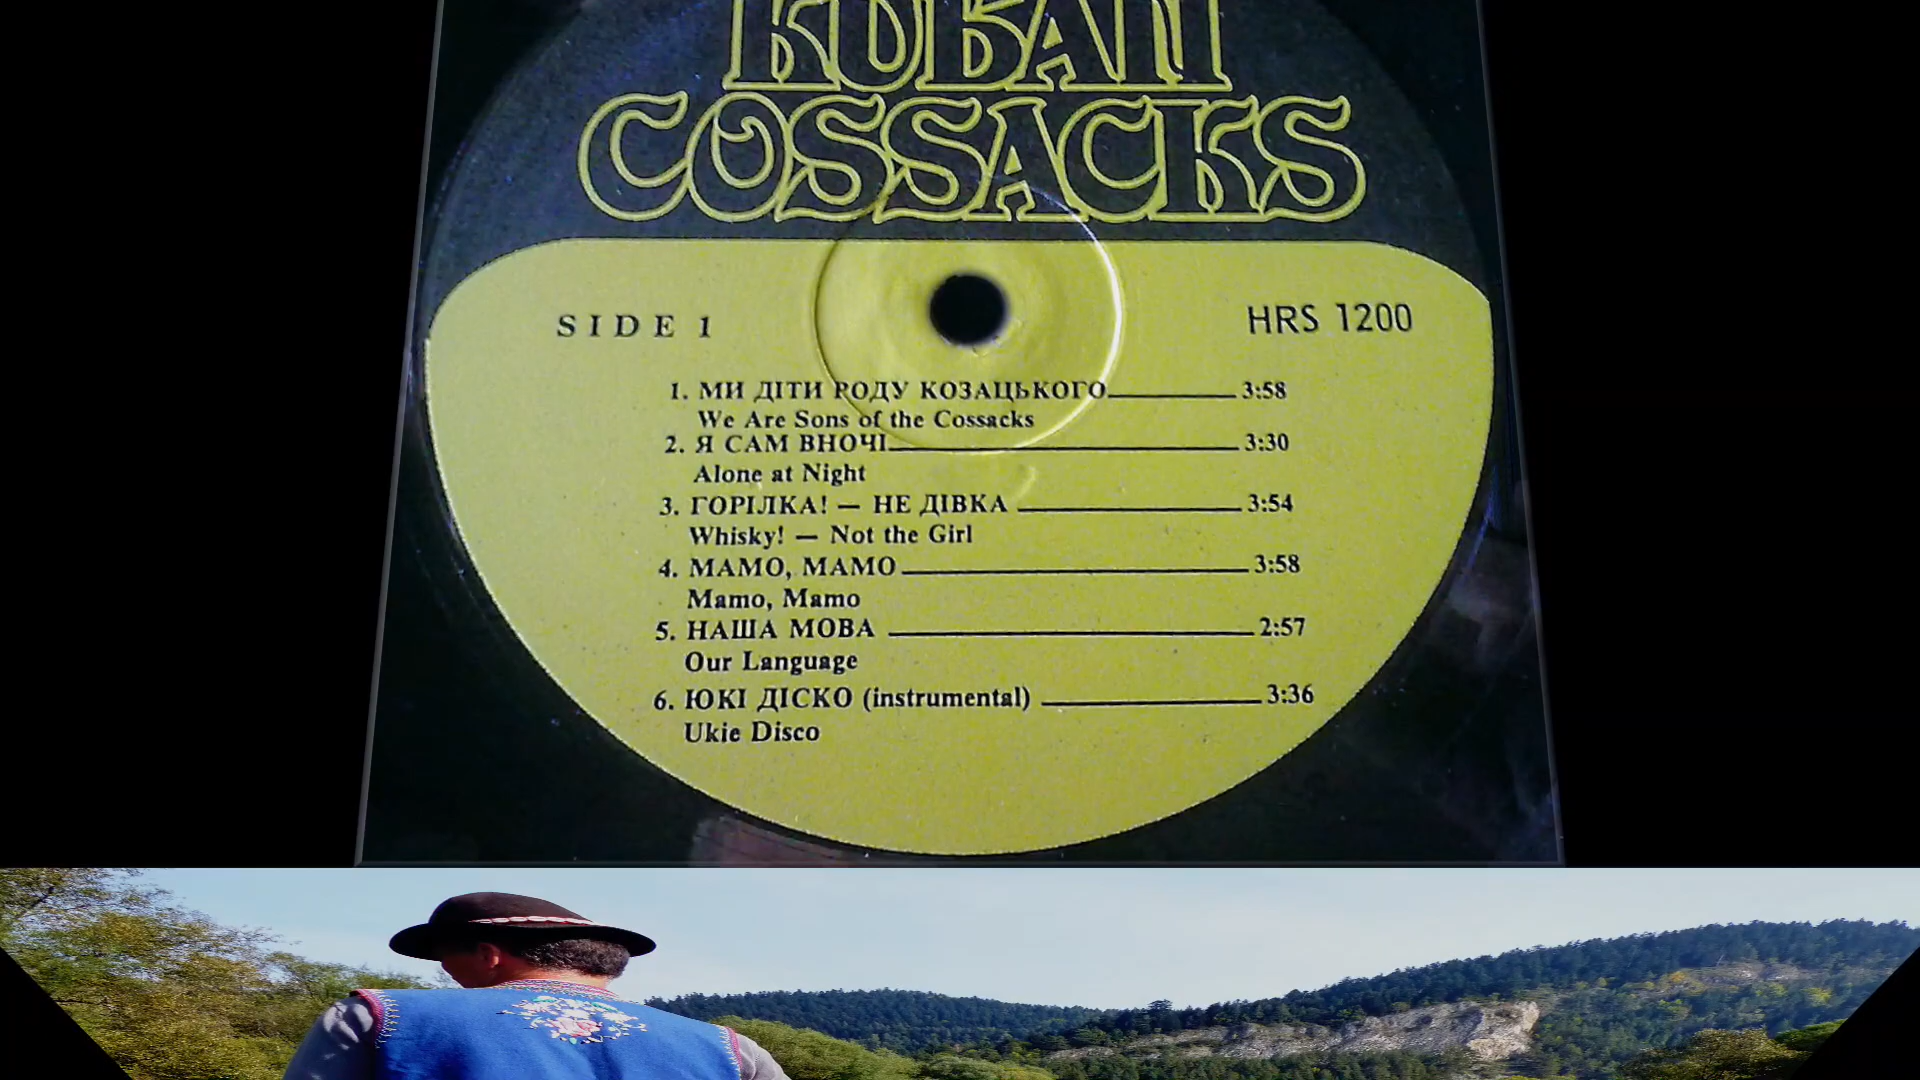 KUBAN
COSSACKS
SIDE 1
HRS 1200
1. МИ ДІТИ РОДУ КОЗАЦЬКОГО 3:58
We Are Sons of the Cossacks
2. Я САМ ВНОЧІ 3:30
Alone at Night
3. ГОРІЛКА! — НЕ ДІВКА 3:54
Whisky! — Not the Girl
4. МАМО, МАМО 3:58
Mamo, Mamo
5. НАША МОВА 2:57
Our Language
6. ЮКІ ДІСКО (instrumental) 3:36
Ukie Disco